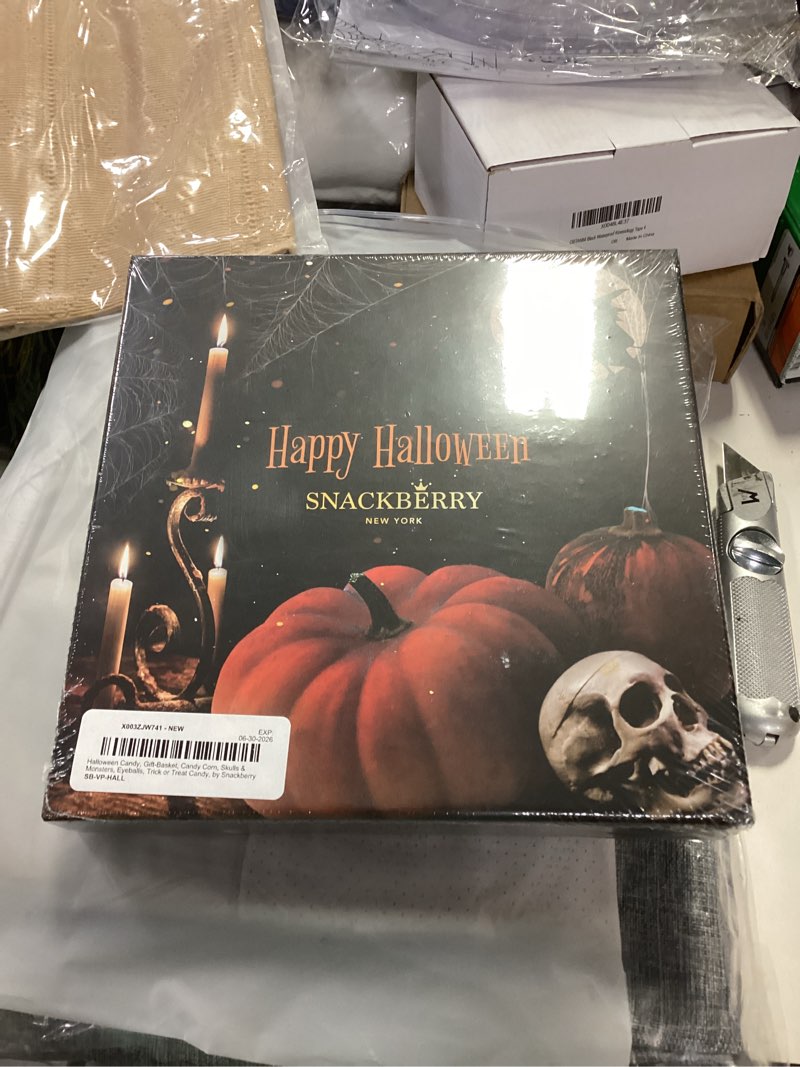 X0046L4E37
Made in China
Happy Halloween
SNACKBERRY
NEW YORK
M
X003ZJW741 - NEW
EXP:
06-30-2026
Halloween Candy, Gift-Basket, Candy Corn, Skulls &
Monsters, Eyeballs, Trick or Treat Candy, by Snackberry
SB-VP-HALL